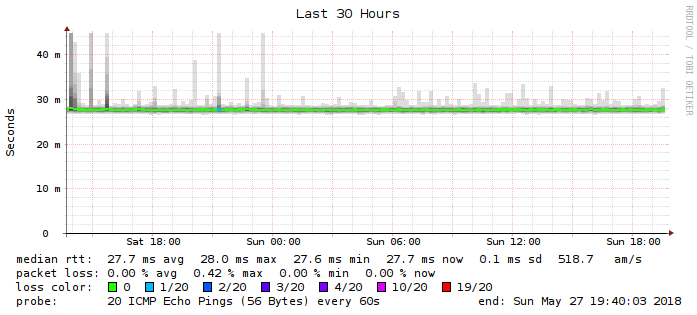 Last 30 Hours
RRDTOOL / TOBI OETIKER
Seconds
40 m
30 m
20 m
10 m
0
Sat 18:00 Sun 00:00 Sun 06:00 Sun 12:00 Sun 18:00
median rtt: 27.7 ms avg 28.0 ms max 27.6 ms min 27.7 ms now 0.1 ms sd 518.7 am/s
packet loss: 0.00 % avg 0.42 % max 0.00 % min 0.00 % now
loss color: 0 1/20 2/20 3/20 4/20 10/20 19/20
probe: 20 ICMP Echo Pings (56 Bytes) every 60s end: Sun May 27 19:40:03 2018